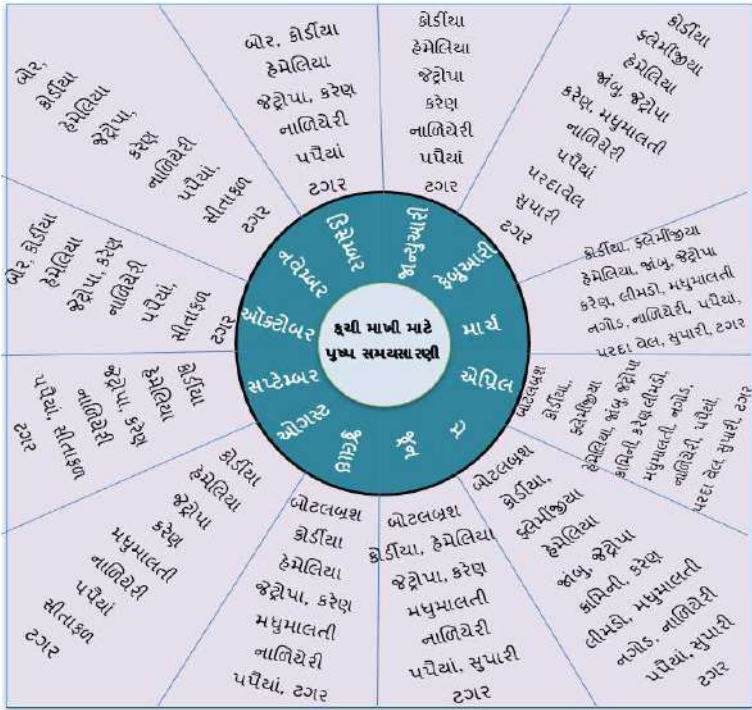 કૂચી માખી માટે
પુષ્પ સમયસારણી
જાન્યુઆરી
કોર્ડીયા
હેમેલિયા
જેટ્રોપા
કરેણ
નાળિયેરી
પપૈયાં
ટગર
ફેબ્રુઆરી
કોર્ડીયા
ફ્લેમીંજીયા
હેમેલિયા
જાંબુ, જેટ્રોપા
કરેણ, મધુમાલતી
નાળિયેરી
પપૈયાં
પરદાવેલ
સુપારી
ટગર
માર્ચ
કોર્ડીયા, ફ્લેમીંજીયા
હેમેલિયા, જાંબુ, જેટ્રોપા
કરેણ, લીમડો, મધુમાલતી
નગોડ, નાળિયેરી, પપૈયાં,
પરદા વેલ, સુપારી, ટગર
એપ્રિલ
બોટલબ્રશ
કોર્ડીયા,
ફ્લેમીંજીયા
હેમેલિયા, જાંબુ, જેટ્રોપા
કામિની, કરેણ લીમડો,
મધુમાલતી, નગોડ,
નાળિયેરી, પપૈયાં,
પરદા વેલ, સુપારી, ટગર
બોટલબ્રશ
કોર્ડીયા,
ફ્લેમીંજીયા
હેમેલિયા
જાંબુ, જેટ્રોપા
કામિની, કરેણ
લીમડો, મધુમાલતી
નગોડ, નાળિયેરી
પપૈયાં, સુપારી
ટગર
જૂન
બોટલબ્રશ
કોર્ડીયા, હેમેલિયા
જેટ્રોપા, કરેણ
મધુમાલતી
નાળિયેરી
પપૈયાં, સુપારી
ટગર
જુલાઇ
બોટલબ્રશ
કોર્ડીયા
હેમેલિયા
જેટ્રોપા, કરેણ
મધુમાલતી
નાળિયેરી
પપૈયાં, ટગર
ઓગસ્ટ
કોર્ડીયા
હેમેલિયા
જેટ્રોપા
કરેણ
મધુમાલતી
નાળિયેરી
પપૈયાં
સીતાફળ
ટગર
સપ્ટેમ્બર
કોર્ડીયા
હેમેલિયા
જેટ્રોપા, કરેણ
નાળિયેરી
પપૈયાં, સીતાફળ
ટગર
ઓક્ટોબર
બોર, કોર્ડીયા
હેમેલિયા
જેટ્રોપા, કરેણ
નાળિયેરી
પપૈયાં,
સીતાફળ
ટગર
નવેમ્બર
બોર,
કોર્ડીયા
હેમેલિયા
જેટ્રોપા,
કરેણ
નાળિયેરી
પપૈયાં,
સીતાફળ
ટગર
ડિસેમ્બર
બોર, કોર્ડીયા
હેમેલિયા
જેટ્રોપા, કરેણ
નાળિયેરી
પપૈયાં
ટગર